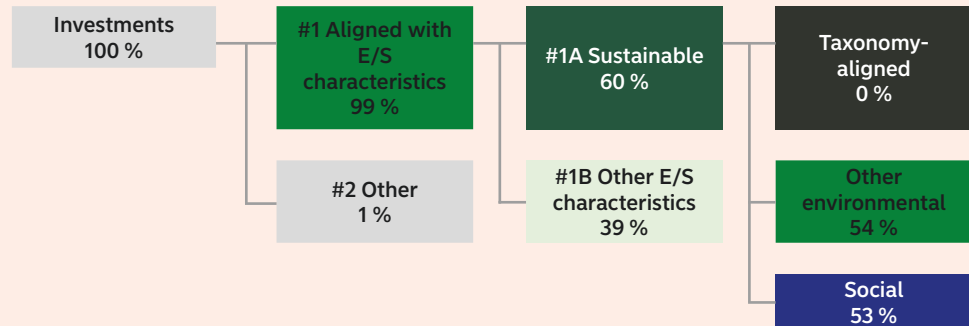 Investments
100 %
#1 Aligned with
E/S
characteristics
99 %
#1A Sustainable
60 %
Taxonomy-
aligned
0 %
#2 Other
1 %
#1B Other E/S
characteristics
39 %
Other
environmental
54 %
Social
53 %